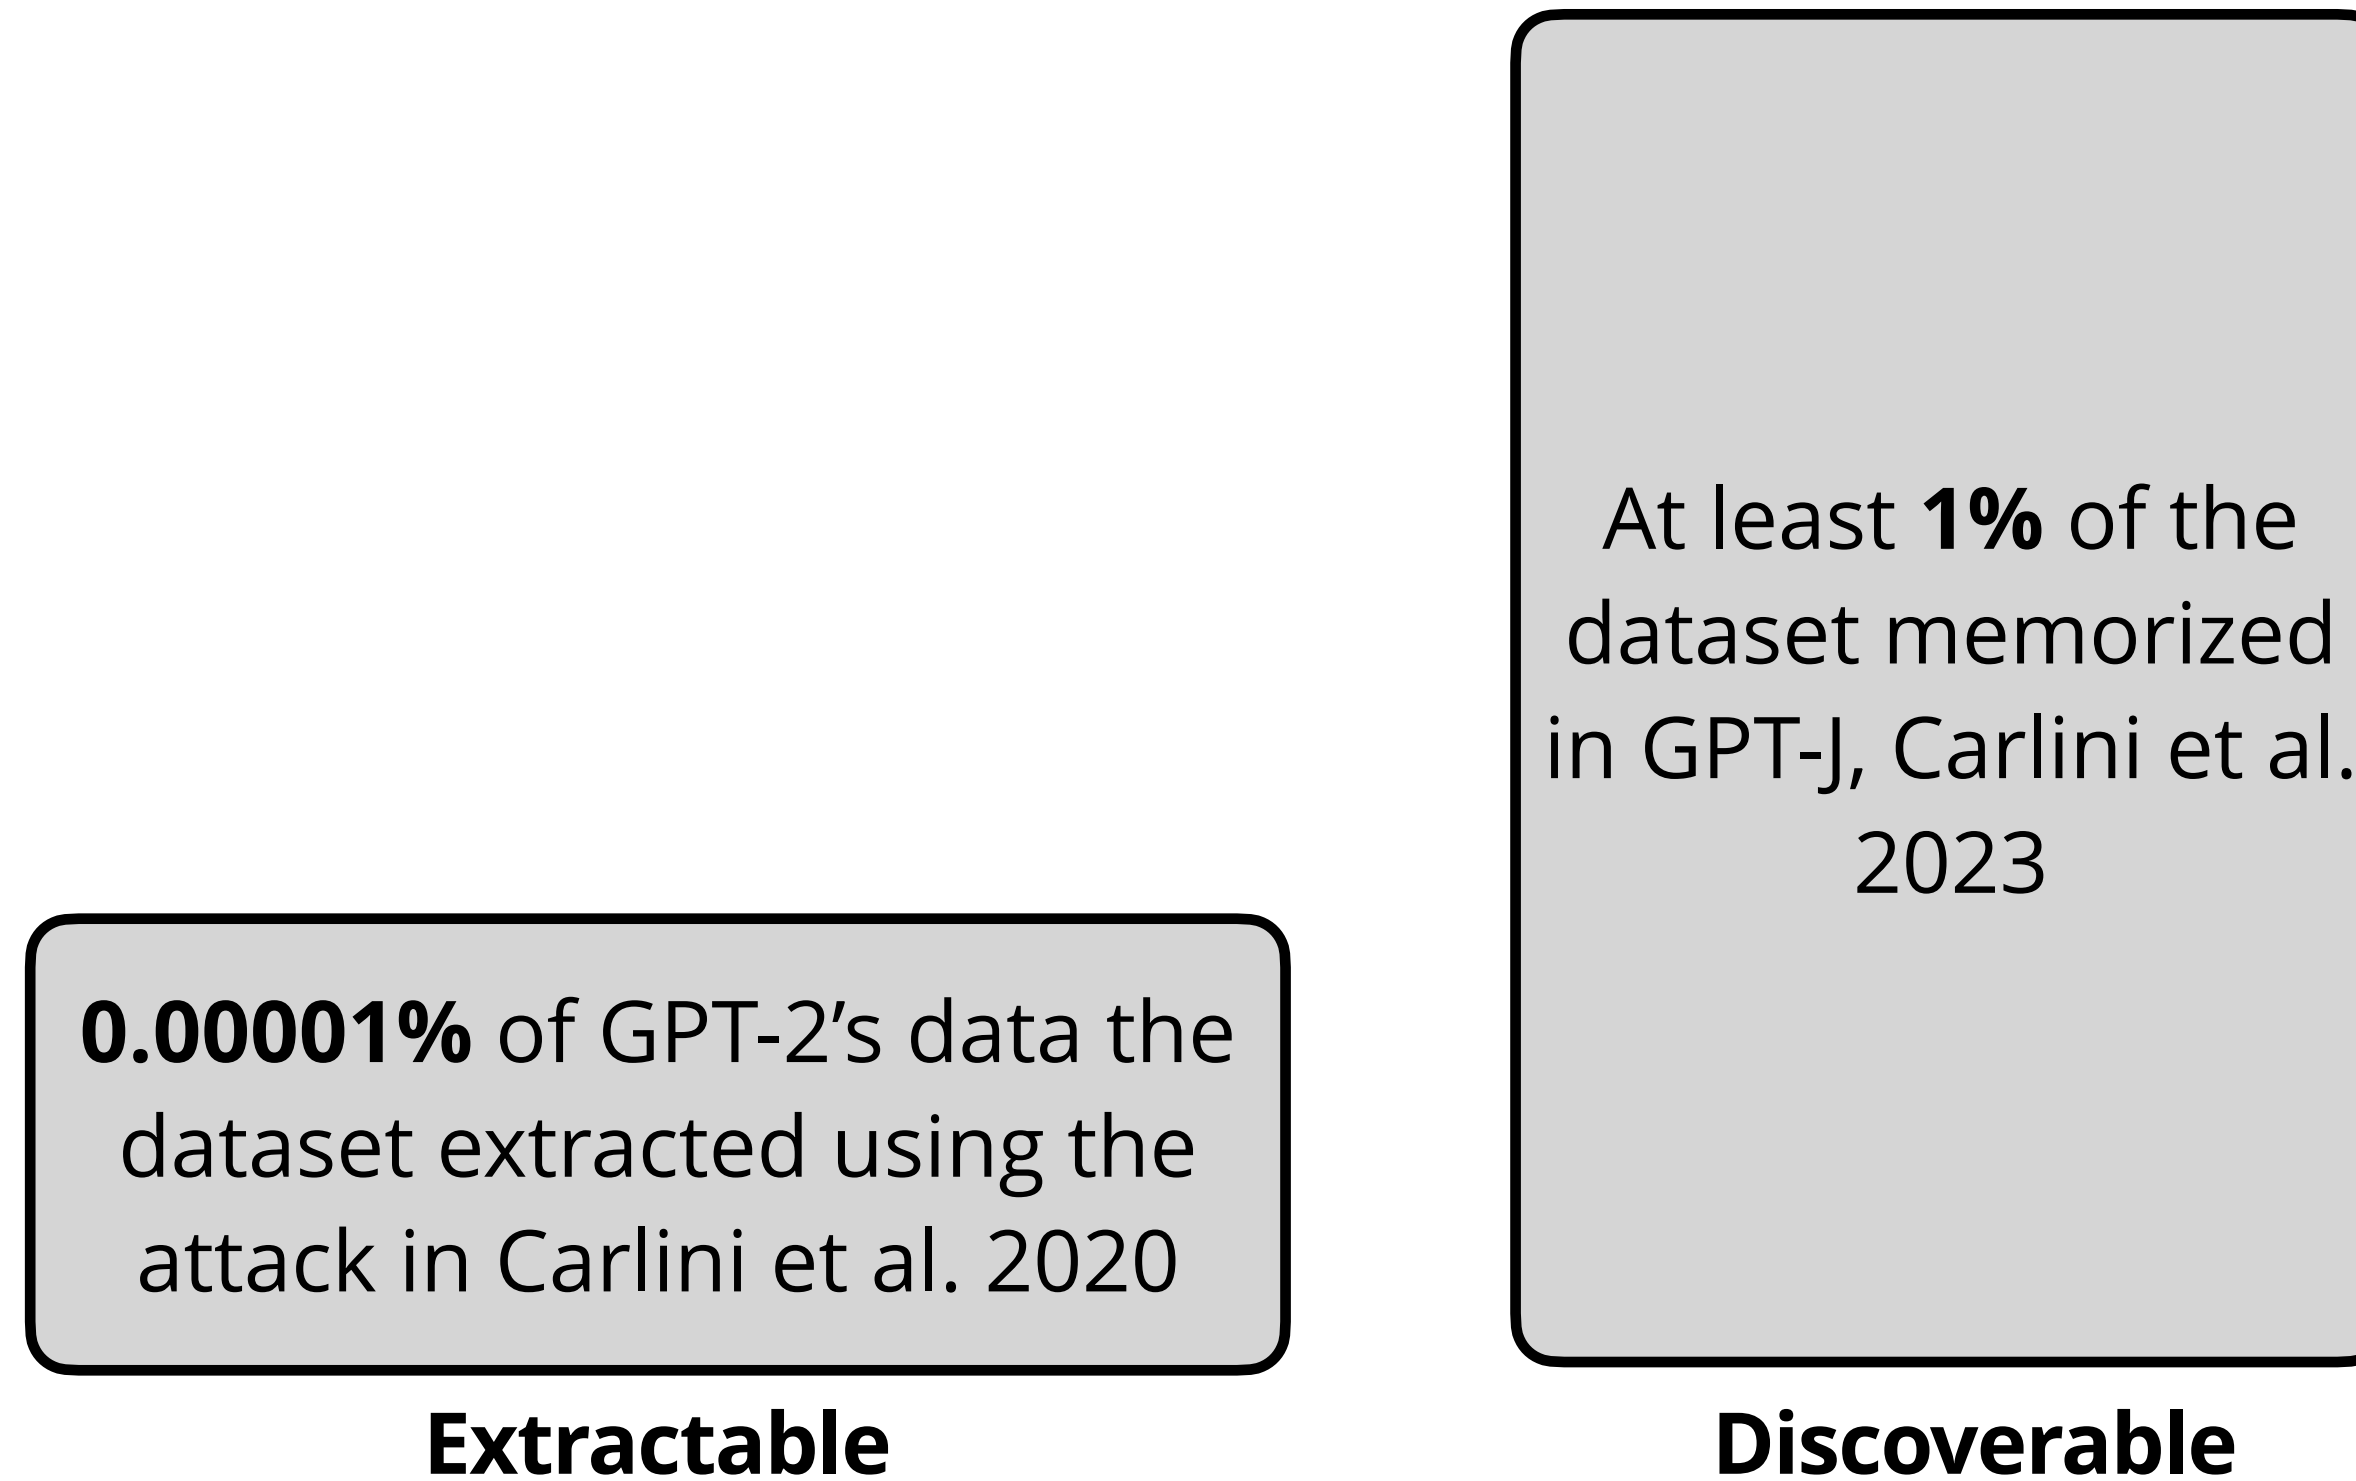 At least 1% of the
dataset memorized
in GPT-J, Carlini et al.
2023
0.00001% of GPT-2’s data the
dataset extracted using the
attack in Carlini et al. 2020
Extractable
Discoverable